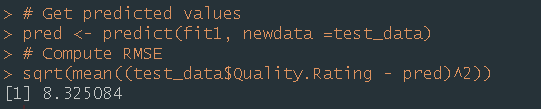 > # Get predicted values
> pred <- predict(fit1, newdata =test_data)
> # Compute RMSE
> sqrt(mean((test_data$Quality.Rating - pred)^2))
[1] 8.325084